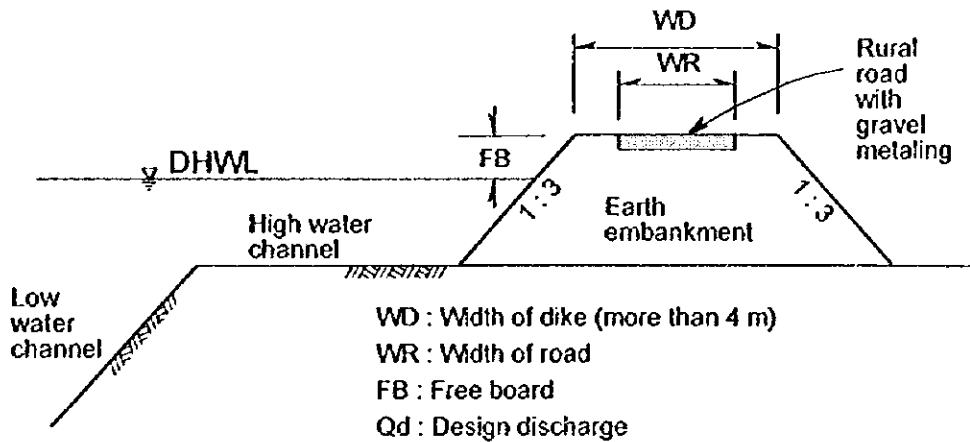 WD
WR
Rural
road
with
gravel
metaling
FB
DHWL
1 : 3
1 : 3
Earth
embankment
High water
channel
Low
water
channel
WD : Width of dike (more than 4 m)
WR : Width of road
FB : Free board
Qd : Design discharge